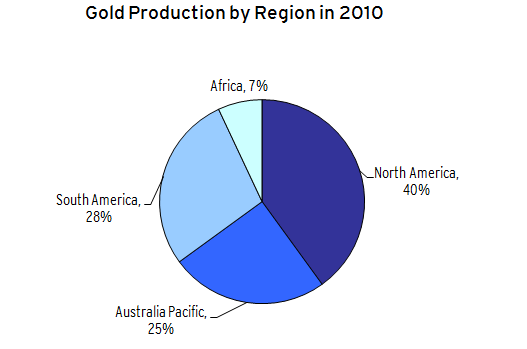 Gold Production by Region in 2010
Africa, 7%
North America,
40%
South America,
28%
Australia Pacific,
25%